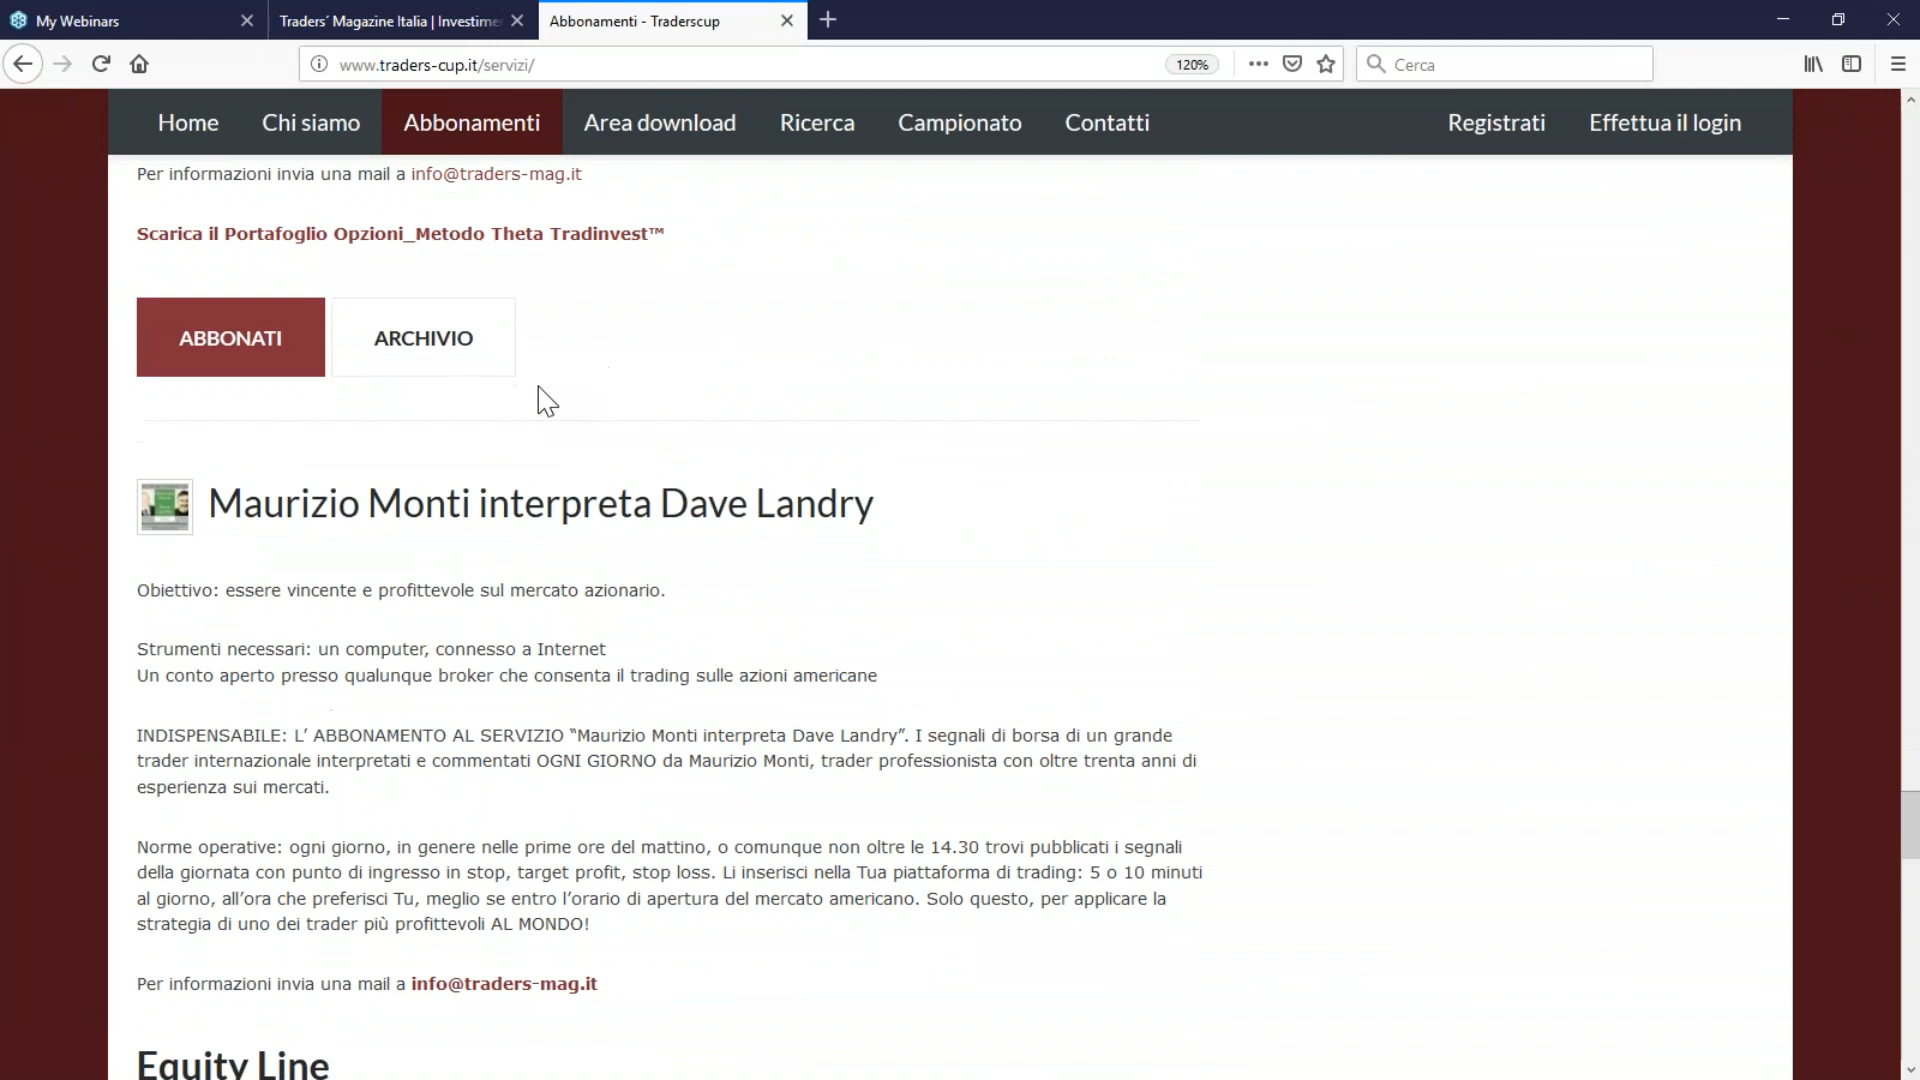 My Webinars
Traders´ Magazine Italia | Investime
Abbonamenti - Traderscup
www.traders-cup.it/servizi/
120%
Cerca
Home
Chi siamo
Abbonamenti
Area download
Ricerca
Campionato
Contatti
Registrati
Effettua il login
Per informazioni invia una mail a info@traders-mag.it
Scarica il Portafoglio Opzioni_Metodo Theta Tradinvest™
ABBONATI
ARCHIVIO
Maurizio Monti interpreta Dave Landry
Obiettivo: essere vincente e profittevole sul mercato azionario.
Strumenti necessari: un computer, connesso a Internet
Un conto aperto presso qualunque broker che consenta il trading sulle azioni americane
INDISPENSABILE: L’ ABBONAMENTO AL SERVIZIO “Maurizio Monti interpreta Dave Landry”. I segnali di borsa di un grande
trader internazionale interpretati e commentati OGNI GIORNO da Maurizio Monti, trader professionista con oltre trenta anni di
esperienza sui mercati.
Norme operative: ogni giorno, in genere nelle prime ore del mattino, o comunque non oltre le 14.30 trovi pubblicati i segnali
della giornata con punto di ingresso in stop, target profit, stop loss. Li inserisci nella Tua piattaforma di trading: 5 o 10 minuti
al giorno, all’ora che preferisci Tu, meglio se entro l’orario di apertura del mercato americano. Solo questo, per applicare la
strategia di uno dei trader più profittevoli AL MONDO!
Per informazioni invia una mail a info@traders-mag.it
Equity Line